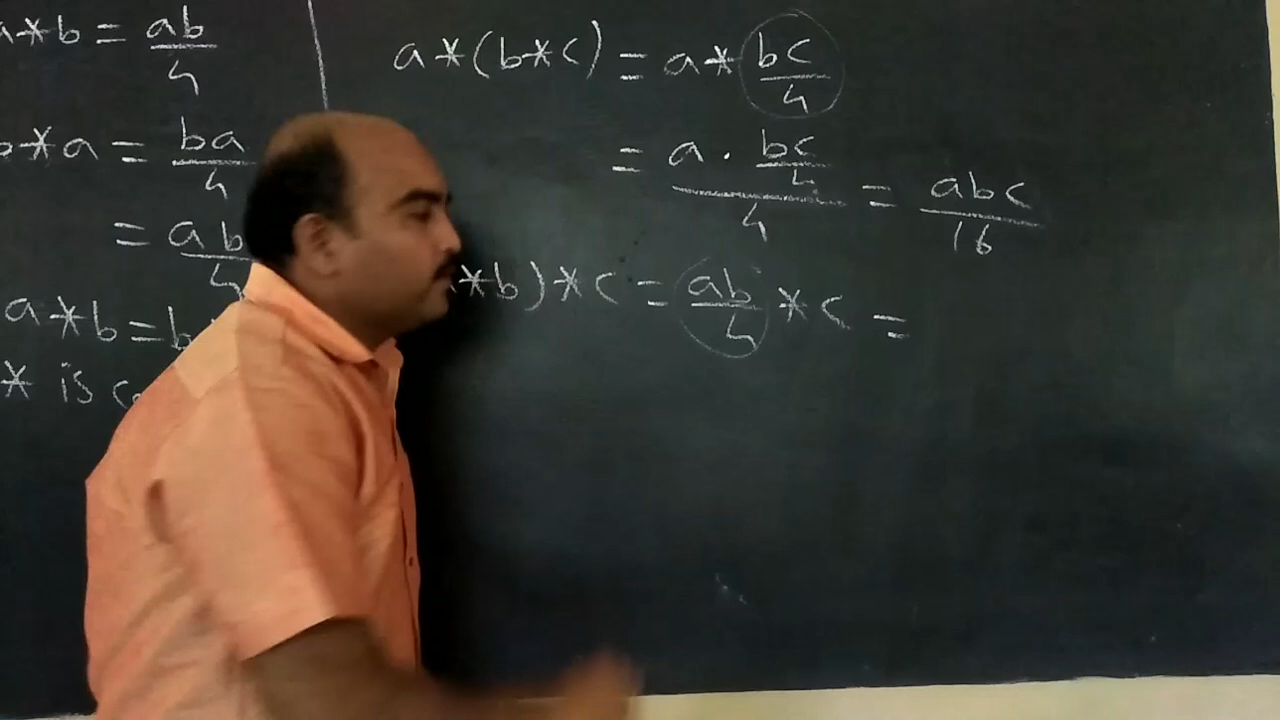 a*b = ab/4
b*a = ba/4
= ab/4
a*b = b
* is
a*(b*c) = a* bc/4
= (a . bc/4)/4 = abc/16
*b)*c = ab/4 *c =